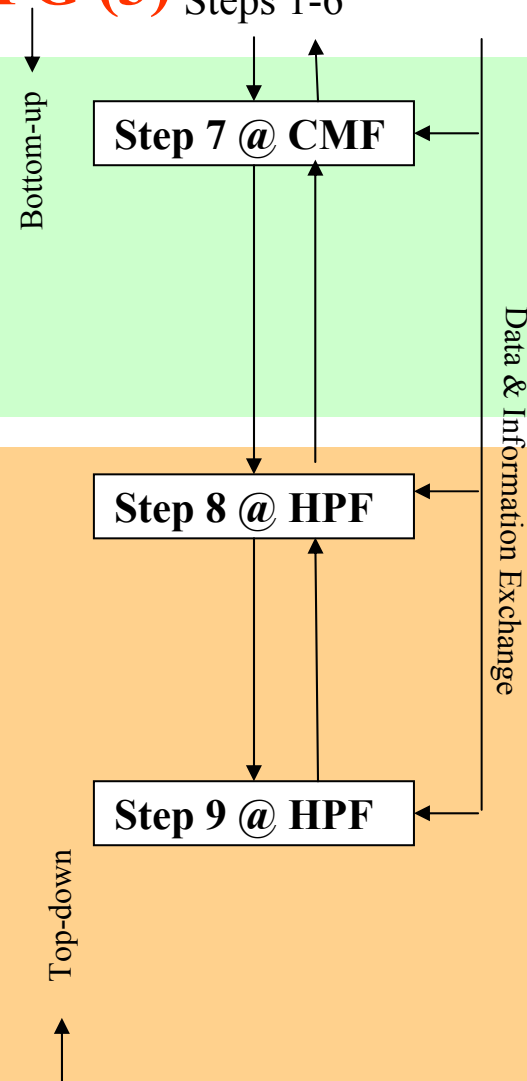 (3) Steps 1-6
Bottom-up
Step 7 @ CMF
Data & Information Exchange
Step 8 @ HPF
Step 9 @ HPF
Top-down